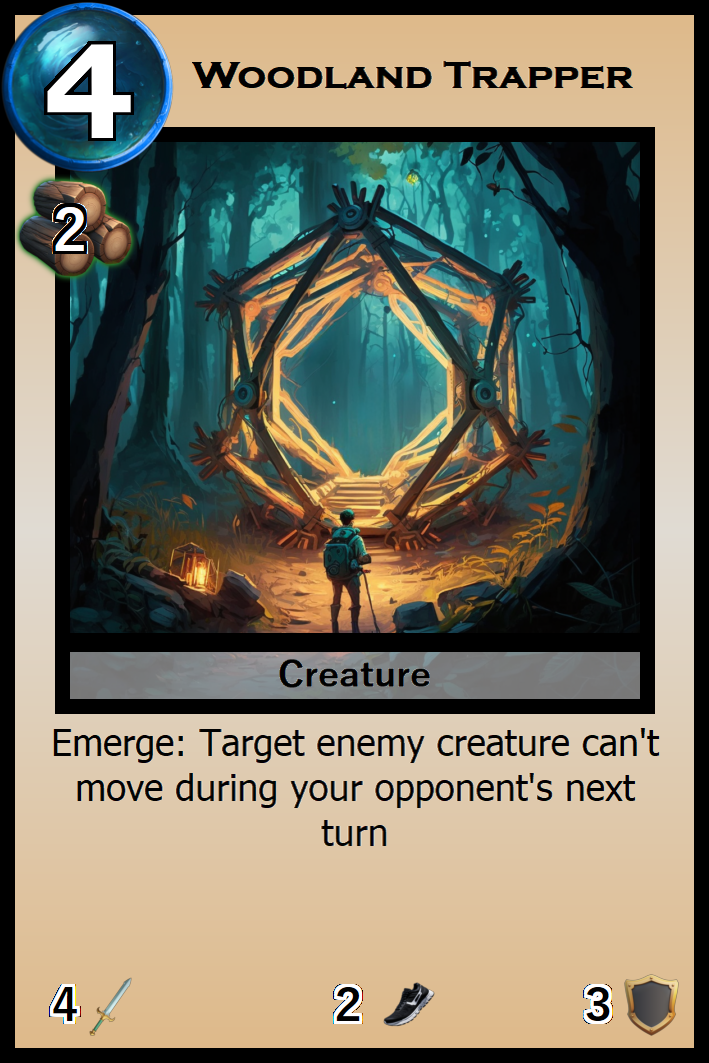 4
Woodland Trapper
2
Creature
Emerge: Target enemy creature can't
move during your opponent's next
turn
4 2 3